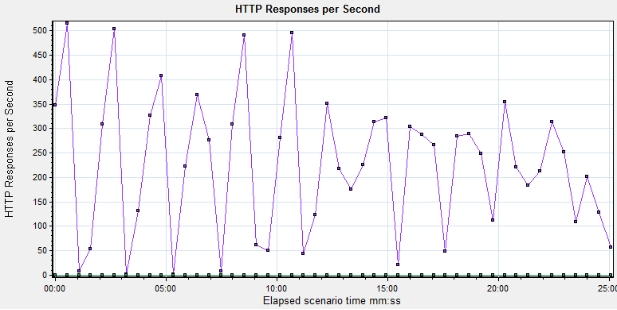 HTTP Responses per Second
HTTP Responses per Second
500
450
400
350
300
250
200
150
100
50
0
00:00 05:00 10:00 15:00 20:00 25:00
Elapsed scenario time mm:ss